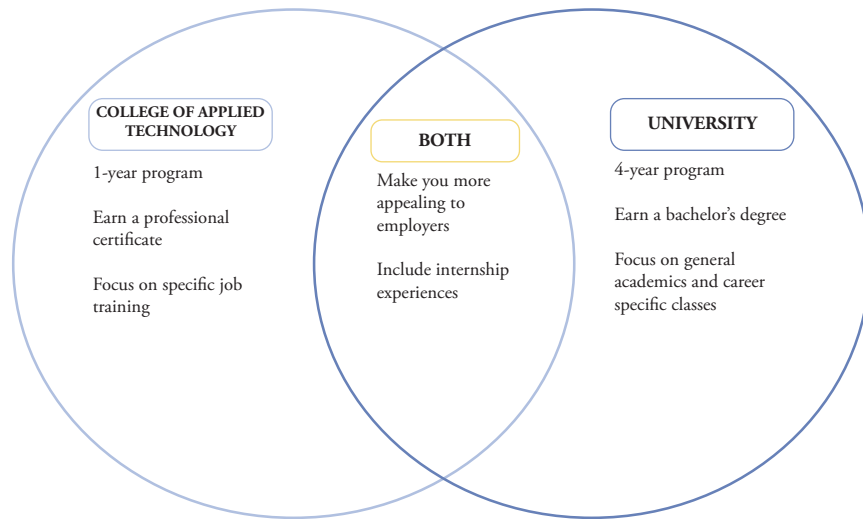 COLLEGE OF APPLIED
TECHNOLOGY
1-year program
Earn a professional
certificate
Focus on specific job
training
BOTH
Make you more
appealing to
employers
Include internship
experiences
UNIVERSITY
4-year program
Earn a bachelor’s degree
Focus on general
academics and career
specific classes